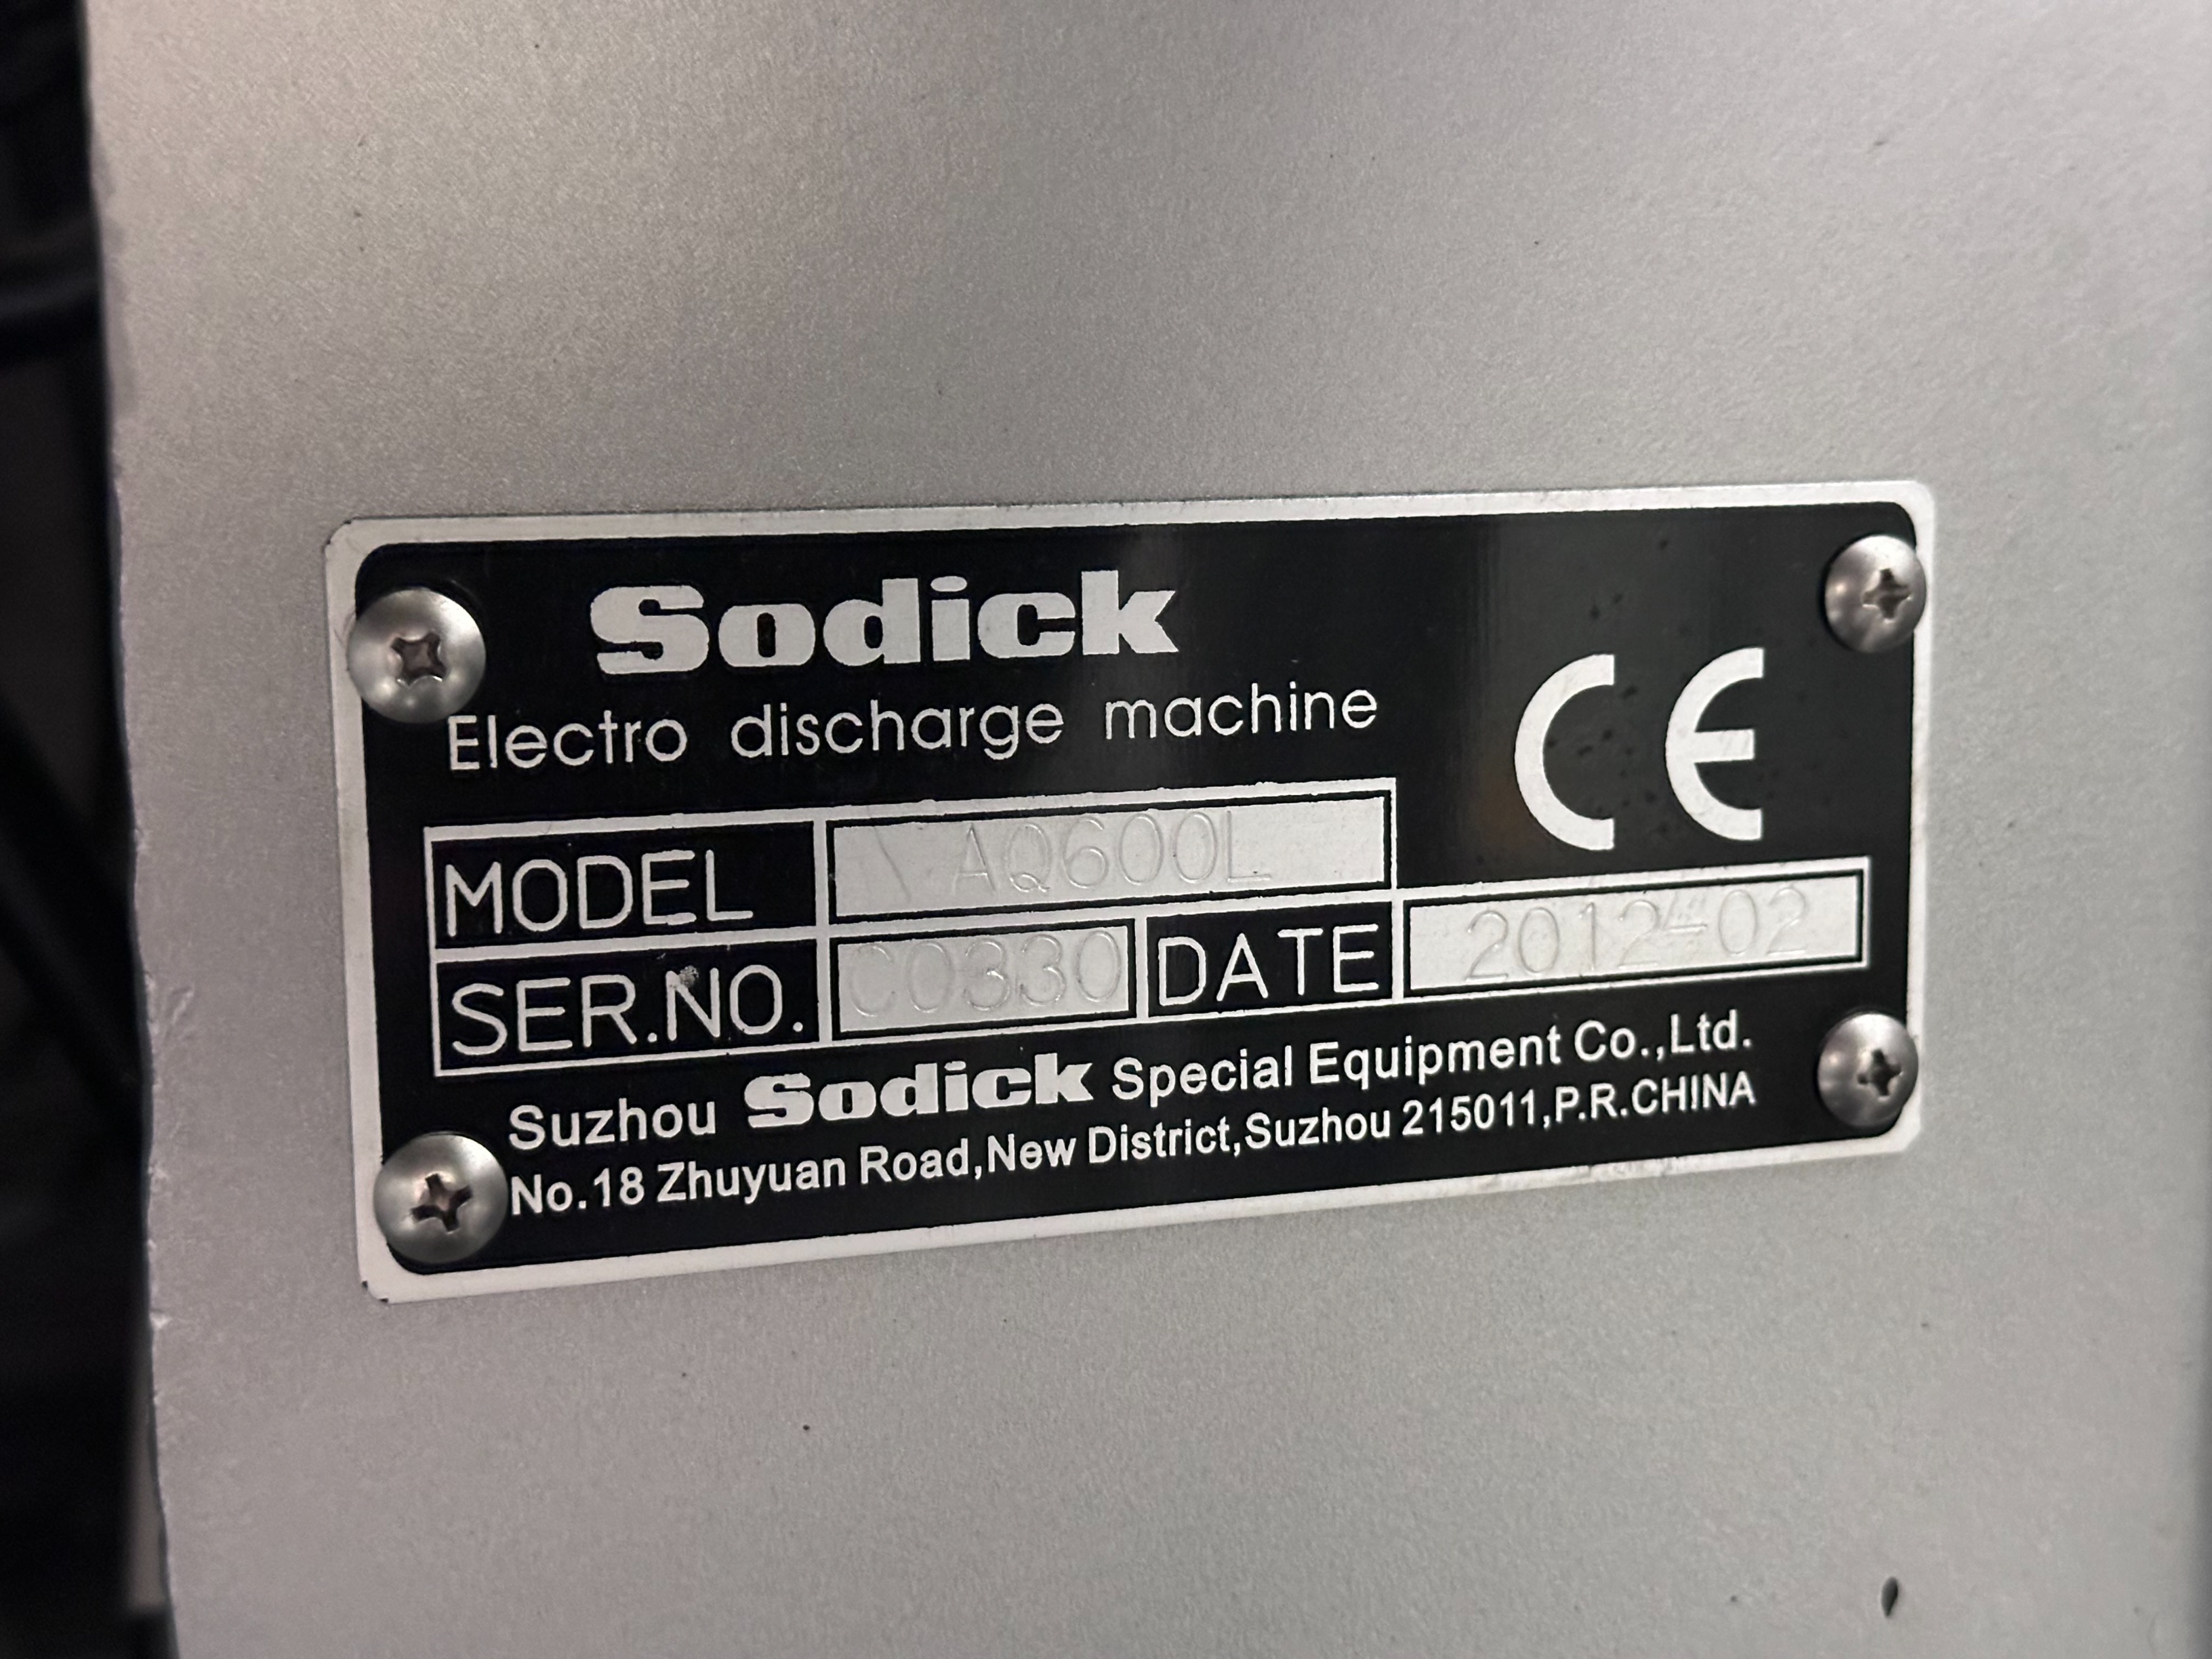 Sodick
Electro discharge machine
CE
MODEL AQ600L
SER.NO. C0330 DATE 2012-02
Suzhou Sodick Special Equipment Co.,Ltd.
No.18 Zhuyuan Road,New District,Suzhou 215011,P.R.CHINA